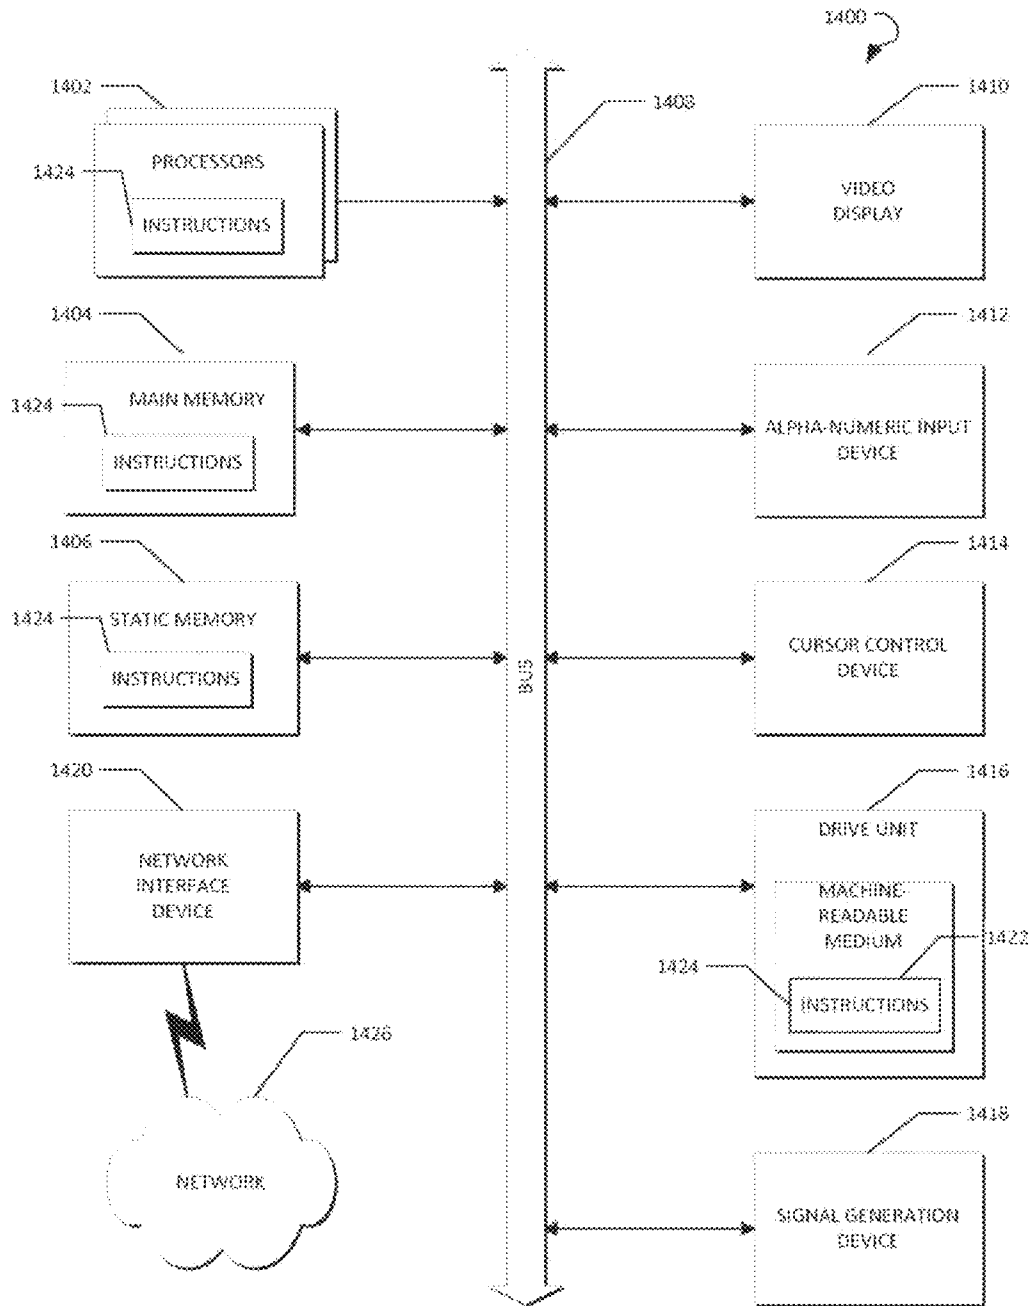 1400
1402
PROCESSORS
1424
INSTRUCTIONS
1408
1410
VIDEO
DISPLAY
1404
MAIN MEMORY
1424
INSTRUCTIONS
1412
ALPHA-NUMERIC INPUT
DEVICE
1406
STATIC MEMORY
1424
INSTRUCTIONS
BUS
1414
CURSOR CONTROL
DEVICE
1420
NETWORK
INTERFACE
DEVICE
1416
DRIVE UNIT
MACHINE-
READABLE
MEDIUM
1422
1424
INSTRUCTIONS
1426
NETWORK
1418
SIGNAL GENERATION
DEVICE